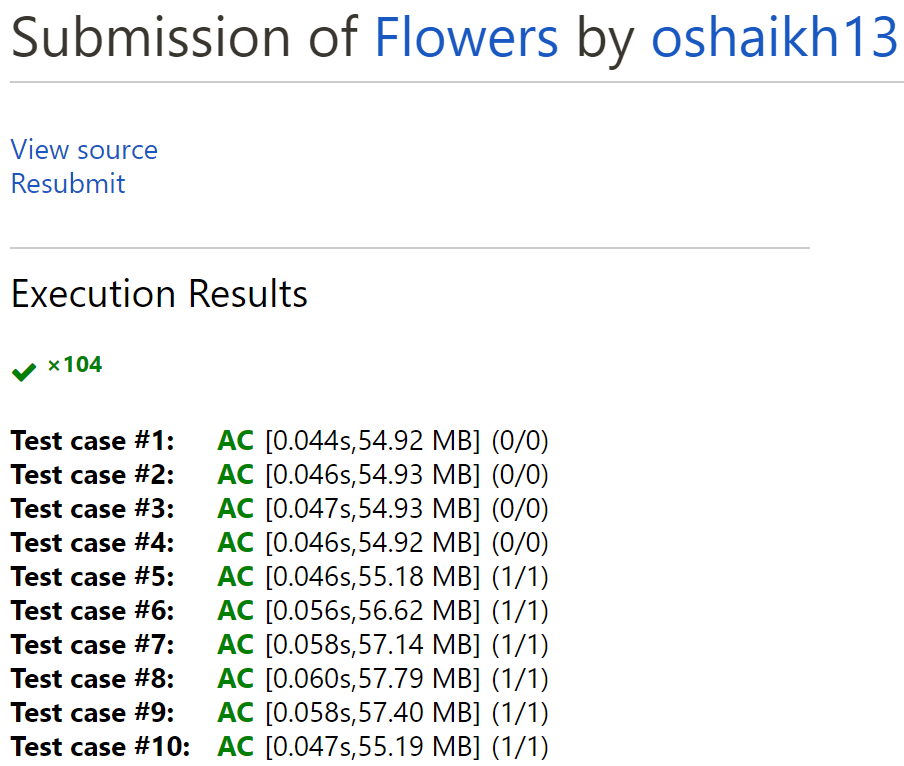 Submission of Flowers by oshaikh13
View source
Resubmit
Execution Results
×104
Test case #1: AC [0.044s,54.92 MB] (0/0)
Test case #2: AC [0.046s,54.93 MB] (0/0)
Test case #3: AC [0.047s,54.93 MB] (0/0)
Test case #4: AC [0.046s,54.92 MB] (0/0)
Test case #5: AC [0.046s,55.18 MB] (1/1)
Test case #6: AC [0.056s,56.62 MB] (1/1)
Test case #7: AC [0.058s,57.14 MB] (1/1)
Test case #8: AC [0.060s,57.79 MB] (1/1)
Test case #9: AC [0.058s,57.40 MB] (1/1)
Test case #10: AC [0.047s,55.19 MB] (1/1)